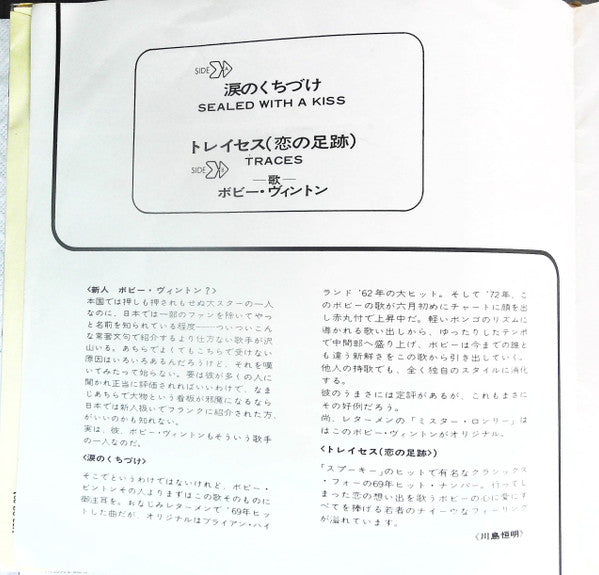 SIDE A
涙のくちづけ
SEALED WITH A KISS
トレイセス(恋の足跡)
TRACES
SIDE B
—歌—
ボビー・ヴィントン
〈新人 ボビー・ヴィントン?〉
本国では押しも押されもせぬ大スターの一人
なのに、日本では一部のファンを除いてやっ
と名前を知られている程度——ついついこん
な常套文句で紹介するより仕方ない歌手が沢
山いる。あちらでよくてもこちらで受けない
原因はいろいろあるんだろうけど、それを嘆
いてみたって始らない。要は彼が多くの人に
聞かれ正当に評価されればいいわけで、なま
じあちらで大物という看板が邪魔になるなら
日本では新人扱いでフランクに紹介された方、
がいいのかも知れない。
実は、彼、ボビー・ヴィントンもそういう歌手
の一人なのだ。
〈涙のくちづけ〉
そこでというわけではないけれど、ボビー・
ビントンその人よりまずはこの歌そのものに
御注耳を。おなじみレターメンで'69年ヒッ
トした曲だが、オリジナルはブライアン・ハイ
ランド'62年の大ヒット。そして'72年、こ
のボビーの歌が六月初めにチャートに顔を出
し赤丸付で上昇中だ。軽いボンゴのリズムに
導かれる歌い出しから、ゆったりしたテンポ
で中間部へ盛り上げ、ボビーは今までの誰と
も違う新鮮さをこの歌から引き出していく。
他人の持歌でも、全く独自のスタイルに消化
する。
彼のうまさには定評があるが、これもまさに
その好例だろう。
尚、レターメンの「ミスター・ロンリー」は
はこのボビー・ヴィントンがオリジナル。
〈トレイセス(恋の足跡)〉
「スプーキー」のヒットで有名なクラシックス
・フォーの69年ヒット・ナンバー。行ってし
まった恋の想い出を歌うボビーの心に愛にす
べてを捧げる若者のナイーヴなフィーリング
が溢れています。
〈川島恒明〉